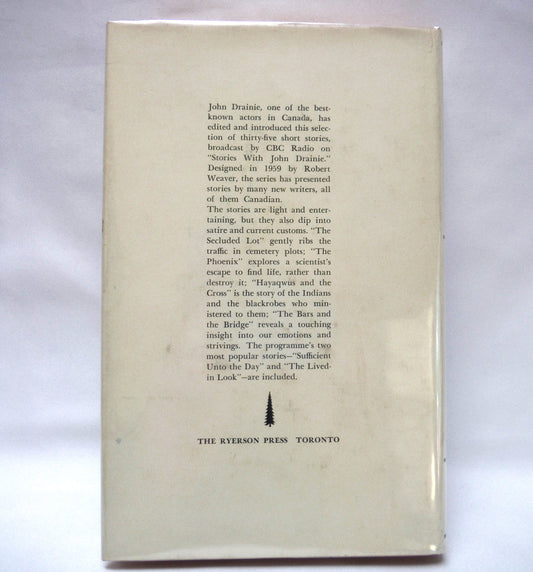 John Drainie, one of the best-
known actors in Canada, has
edited and introduced this selec-
tion of thirty-five short stories,
broadcast by CBC Radio on
"Stories With John Drainie."
Designed in 1959 by Robert
Weaver, the series has presented
stories by many new writers, all
of them Canadian.
The stories are light and enter-
taining, but they also dip into
satire and current customs. "The
Secluded Lot" gently ribs the
traffic in cemetery plots; "The
Phoenix" explores a scientist's
escape to find life, rather than
destroy it; "Hayaqwus and the
Cross" is the story of the Indians
and the blackrobes who min-
istered to them; "The Bars and
the Bridge" reveals a touching
insight into our emotions and
strivings. The programme's two
most popular stories—"Sufficient
Unto the Day" and "The Lived-
in Look"—are included.
THE RYERSON PRESS TORONTO